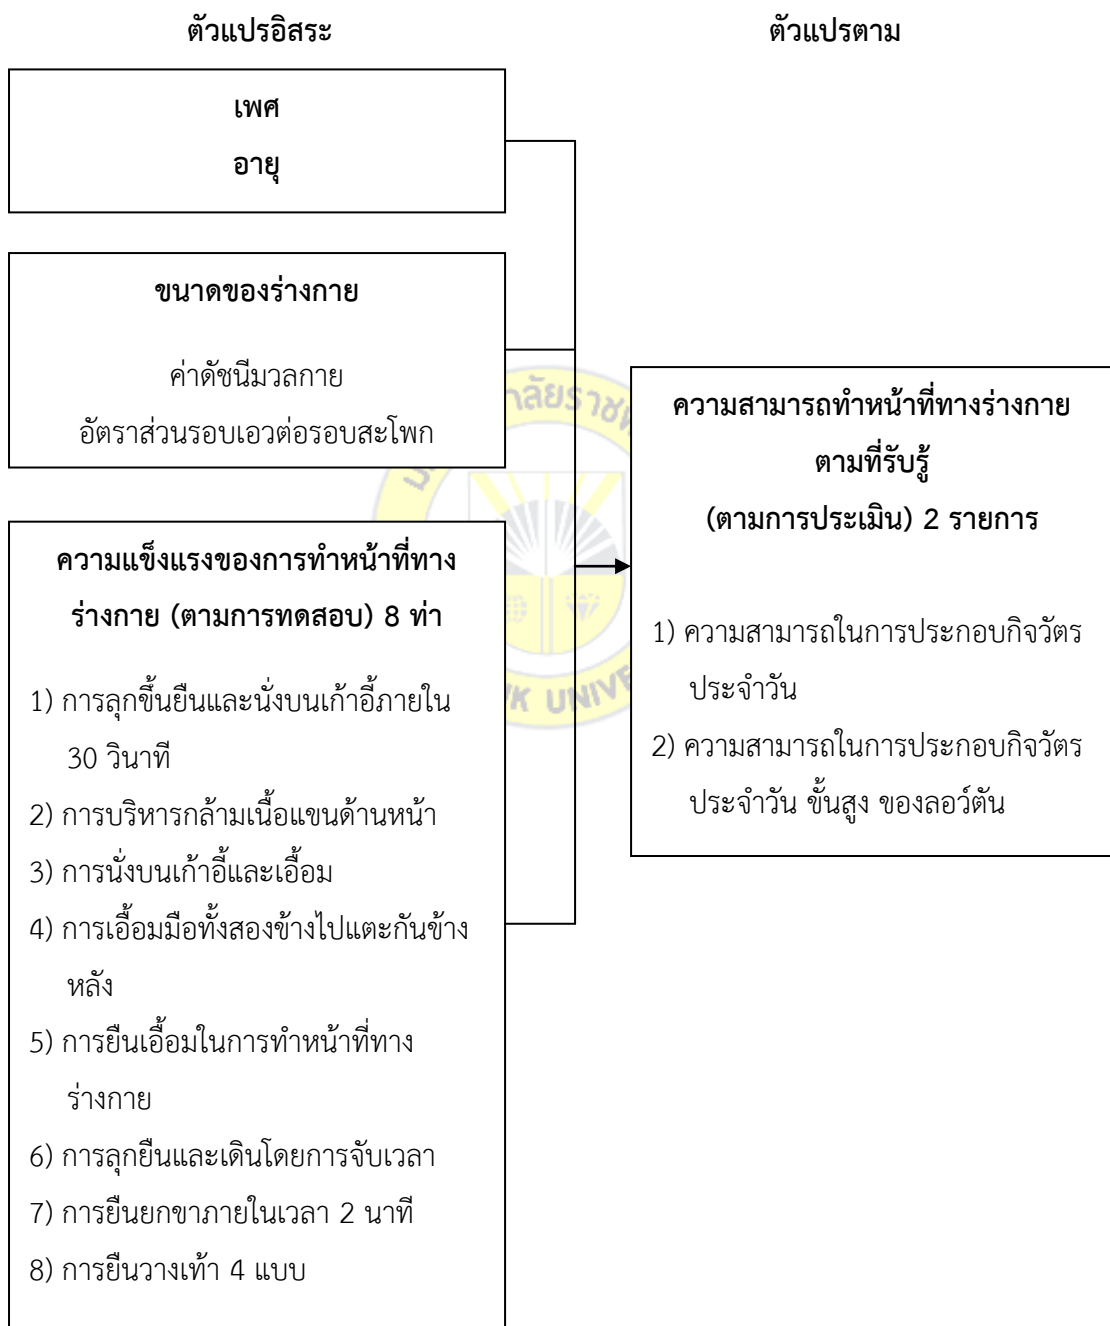 ตัวแปรอิสระ
ตัวแปรตาม
เพศ
อายุ
ขนาดของร่างกาย
ค่าดัชนีมวลกาย
อัตราส่วนรอบเอวต่อรอบสะโพก
ความแข็งแรงของการทำหน้าที่ทาง
ร่างกาย (ตามการทดสอบ) 8 ท่า
1) การลุกขึ้นยืนและนั่งบนเก้าอี้ภายใน
30 วินาที
2) การบริหารกล้ามเนื้อแขนด้านหน้า
3) การนั่งบนเก้าอี้และเอื้อม
4) การเอื้อมมือทั้งสองข้างไปแตะกันข้าง
หลัง
5) การยืนเอื้อมในการทำหน้าที่ทาง
ร่างกาย
6) การลุกยืนและเดินโดยการจับเวลา
7) การยืนยกขาภายในเวลา 2 นาที
8) การยืนวางเท้า 4 แบบ
ความสามารถทำหน้าที่ทางร่างกาย
ตามที่รับรู้
(ตามการประเมิน) 2 รายการ
1) ความสามารถในการประกอบกิจวัตร
ประจำวัน
2) ความสามารถในการประกอบกิจวัตร
ประจำวัน ขั้นสูง ของลอว์ตัน